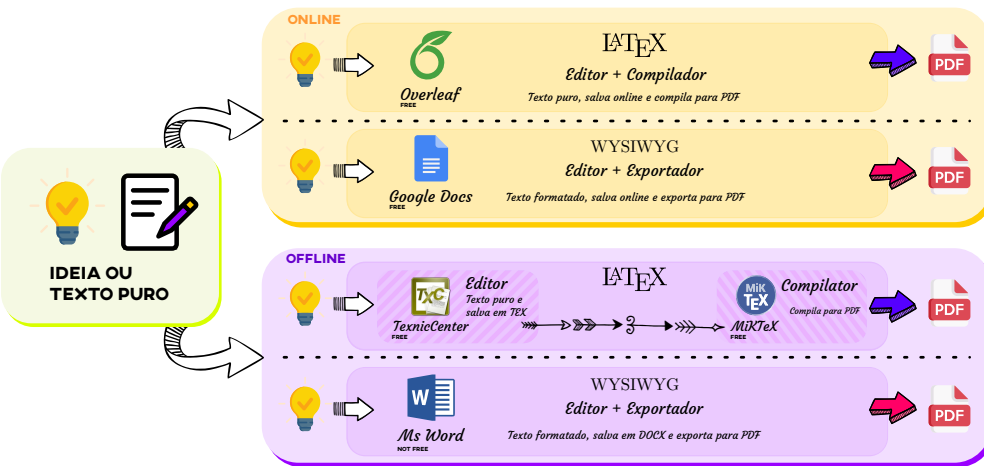 IDEIA OU
TEXTO PURO
ONLINE
LATEX
Editor + Compilador
Texto puro, salva online e compila para PDF
Overleaf
FREE
PDF
WYSIWYG
Editor + Exportador
Texto formatado, salva online e exporta para PDF
Google Docs
FREE
PDF
OFFLINE
LATEX
TXC
Editor
Texto puro e
salva em TEX
TexnicCenter
FREE
MiK
TEX
Compilator
Compila para PDF
MiKTeX
FREE
PDF
W
WYSIWYG
Editor + Exportador
Texto formatado, salva em DOCX e exporta para PDF
Ms Word
NOT FREE
PDF